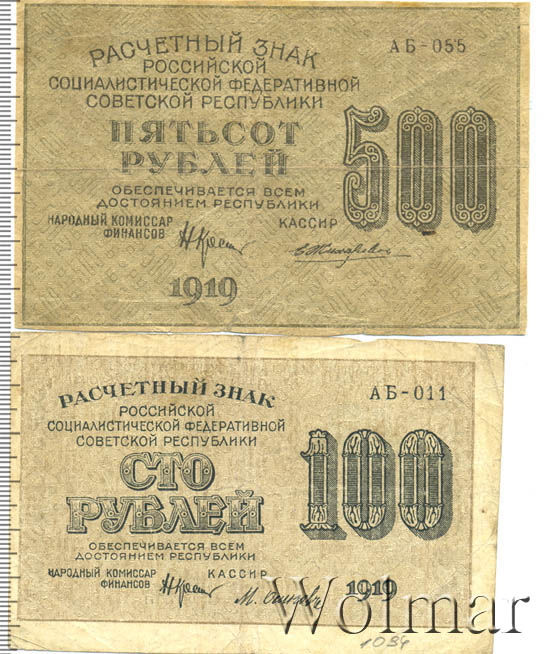 РАСЧЕТНЫЙ ЗНАК
АБ-055
РОССИЙСКОЙ
СОЦИАЛИСТИЧЕСКОЙ ФЕДЕРАТИВНОЙ
СОВЕТСКОЙ РЕСПУБЛИКИ
ПЯТЬСОТ
РУБЛЕЙ
500
ОБЕСПЕЧИВАЕТСЯ ВСЕМ
ДОСТОЯНИЕМ РЕСПУБЛИКИ
НАРОДНЫЙ КОМИССАР
ФИНАНСОВ
КАССИР
1919
РАСЧЕТНЫЙ ЗНАК
АБ-011
РОССИЙСКОЙ
СОЦИАЛИСТИЧЕСКОЙ ФЕДЕРАТИВНОЙ
СОВЕТСКОЙ РЕСПУБЛИКИ
СТО
РУБЛЕЙ
100
ОБЕСПЕЧИВАЕТСЯ ВСЕМ
ДОСТОЯНИЕМ РЕСПУБЛИКИ
НАРОДНЫЙ КОМИССАР
ФИНАНСОВ
КАССИР
1919
Wolmar